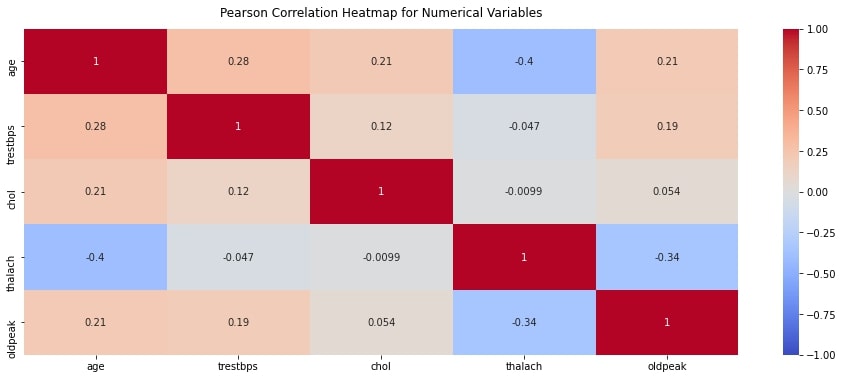 Pearson Correlation Heatmap for Numerical Variables
age 1 0.28 0.21 -0.4 0.21
trestbps 0.28 1 0.12 -0.047 0.19
chol 0.21 0.12 1 -0.0099 0.054
thalach -0.4 -0.047 -0.0099 1 -0.34
oldpeak 0.21 0.19 0.054 -0.34 1
age trestbps chol thalach oldpeak
1.00
0.75
0.50
0.25
0.00
−0.25
−0.50
−0.75
−1.00